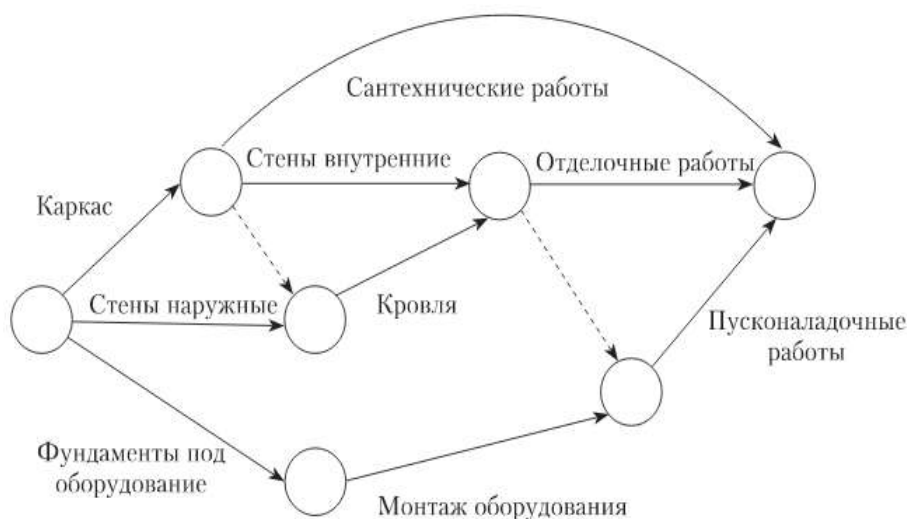 Сантехнические работы
Стены внутренние
Отделочные работы
Каркас
Стены наружные
Кровля
Пусконаладочные
работы
Фундаменты под
оборудование
Монтаж оборудования